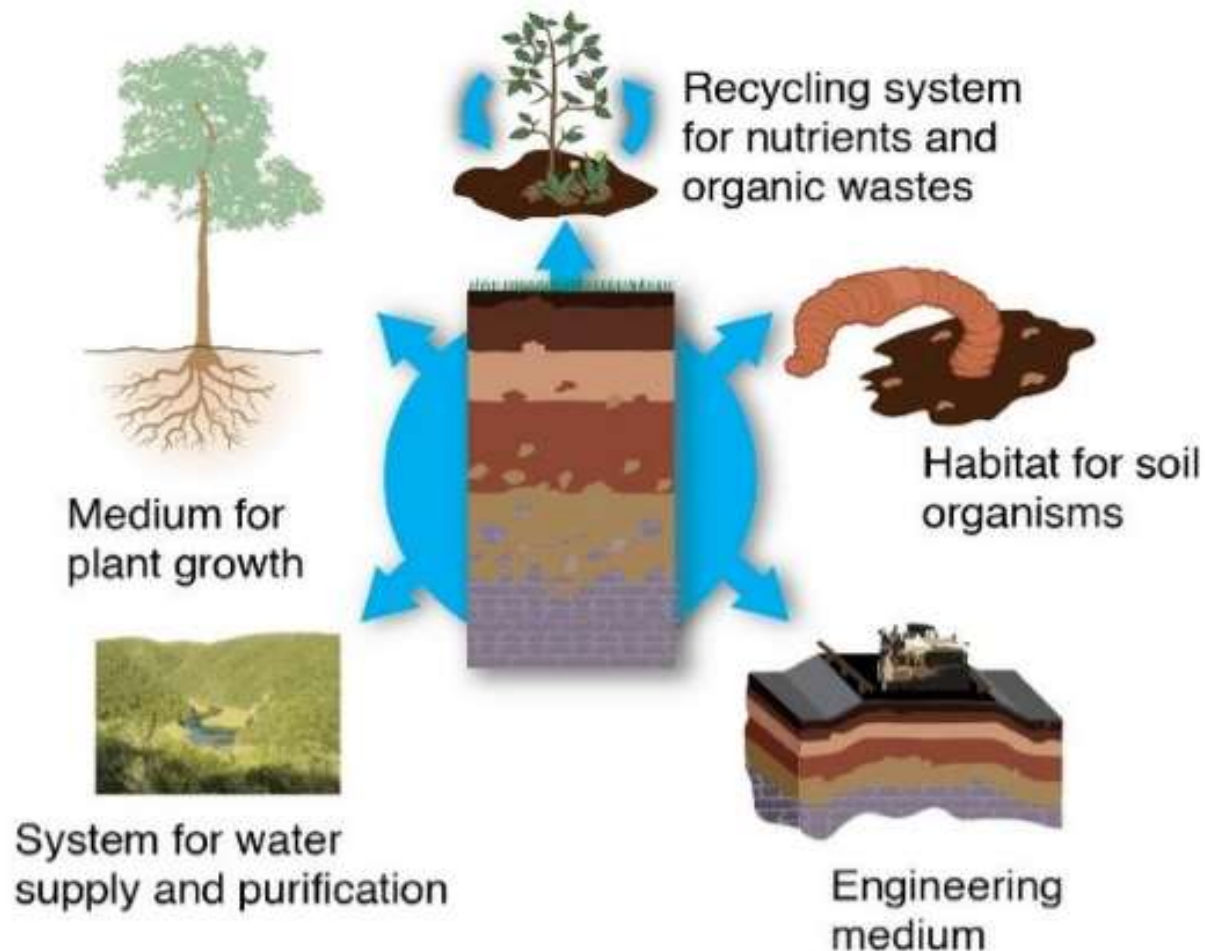 Recycling system
for nutrients and
organic wastes
Habitat for soil
organisms
Medium for
plant growth
System for water
supply and purification
Engineering
medium